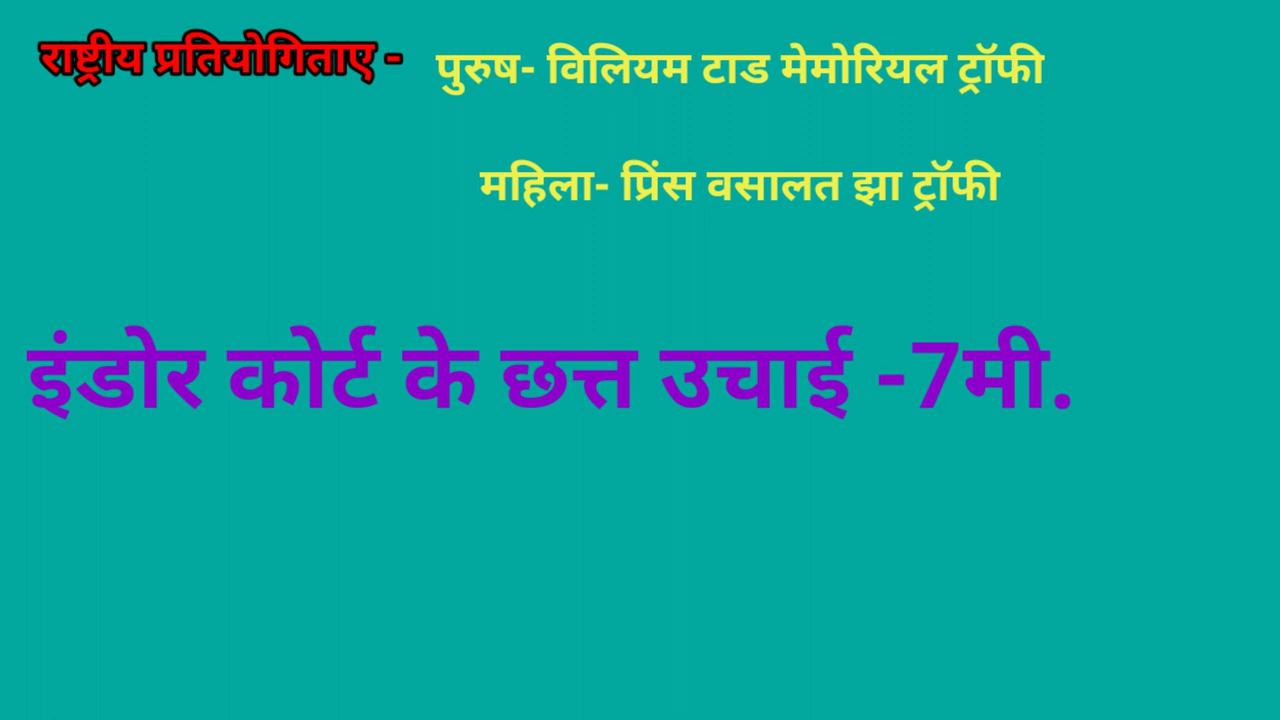 राष्ट्रीय प्रतियोगिताए - पुरुष- विलियम टाड मेमोरियल ट्रॉफी
महिला- प्रिंस वसालत झा ट्रॉफी
इंडोर कोर्ट के छत्त उचाई -7मी.